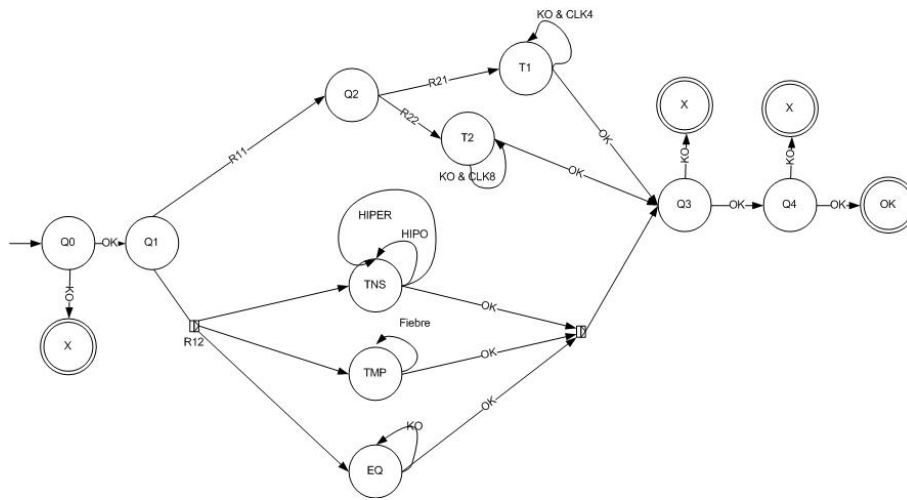 KO & CLK4
T1
R21
Q2
X
X
R22
T2
OK
KO
KO
R11
KO & CLK8
OK
Q3
OK
Q4
OK
OK
HIPER
Q0
OK
Q1
HIPO
KO
TNS
OK
Fiebre
R12
X
OK
TMP
OK
KO
EQ